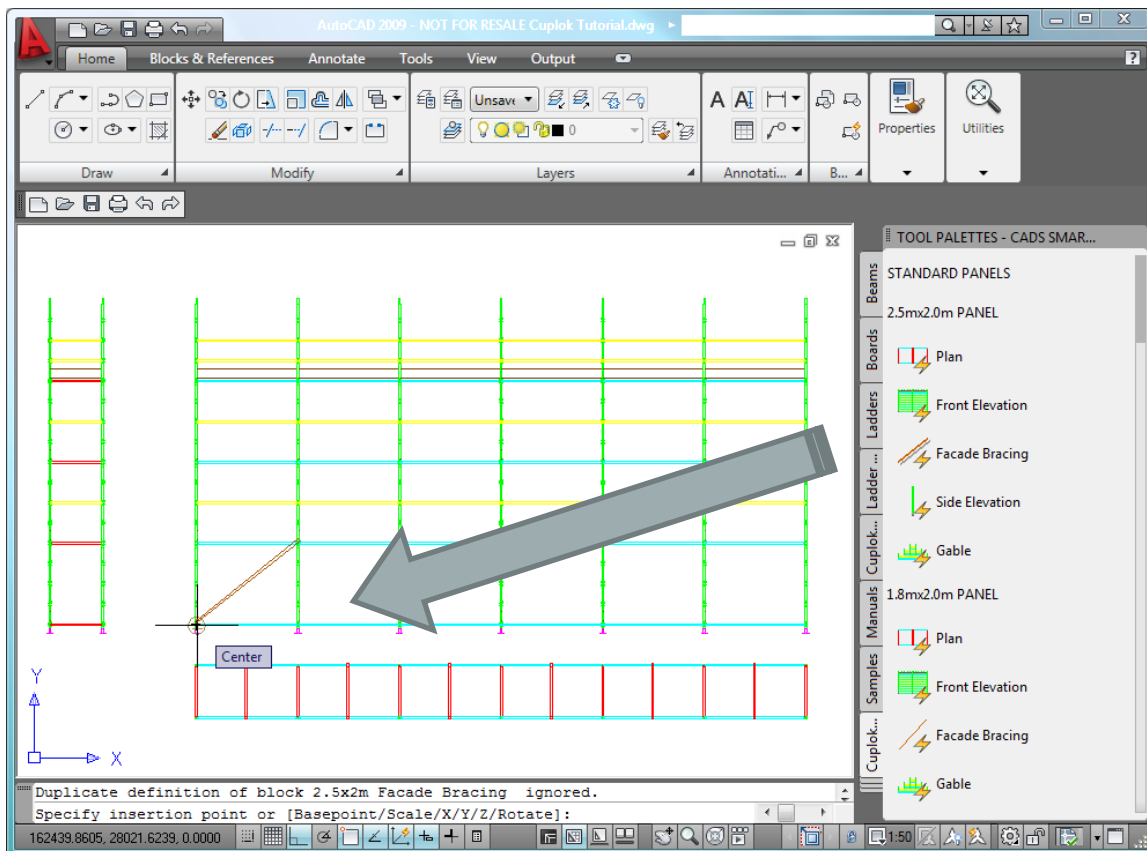 AutoCAD 2009 - NOT FOR RESALE Cuplok Tutorial.dwg
Home Blocks & References Annotate Tools View Output
Unsave
0
A A
Properties
Utilities
Draw Modify Layers Annotati... B...
TOOL PALETTES - CADS SMAR...
Beams
Boards
Ladders
Ladder ...
Cuplok...
Manuals
Samples
Cuplok...
STANDARD PANELS
2.5mx2.0m PANEL
Plan
Front Elevation
Facade Bracing
Side Elevation
Gable
1.8mx2.0m PANEL
Plan
Front Elevation
Facade Bracing
Gable
Center
Y
X
Duplicate definition of block 2.5x2m Facade Bracing ignored.
Specify insertion point or [Basepoint/Scale/X/Y/Z/Rotate]:
162439.8605, 28021.6239, 0.0000 1:50